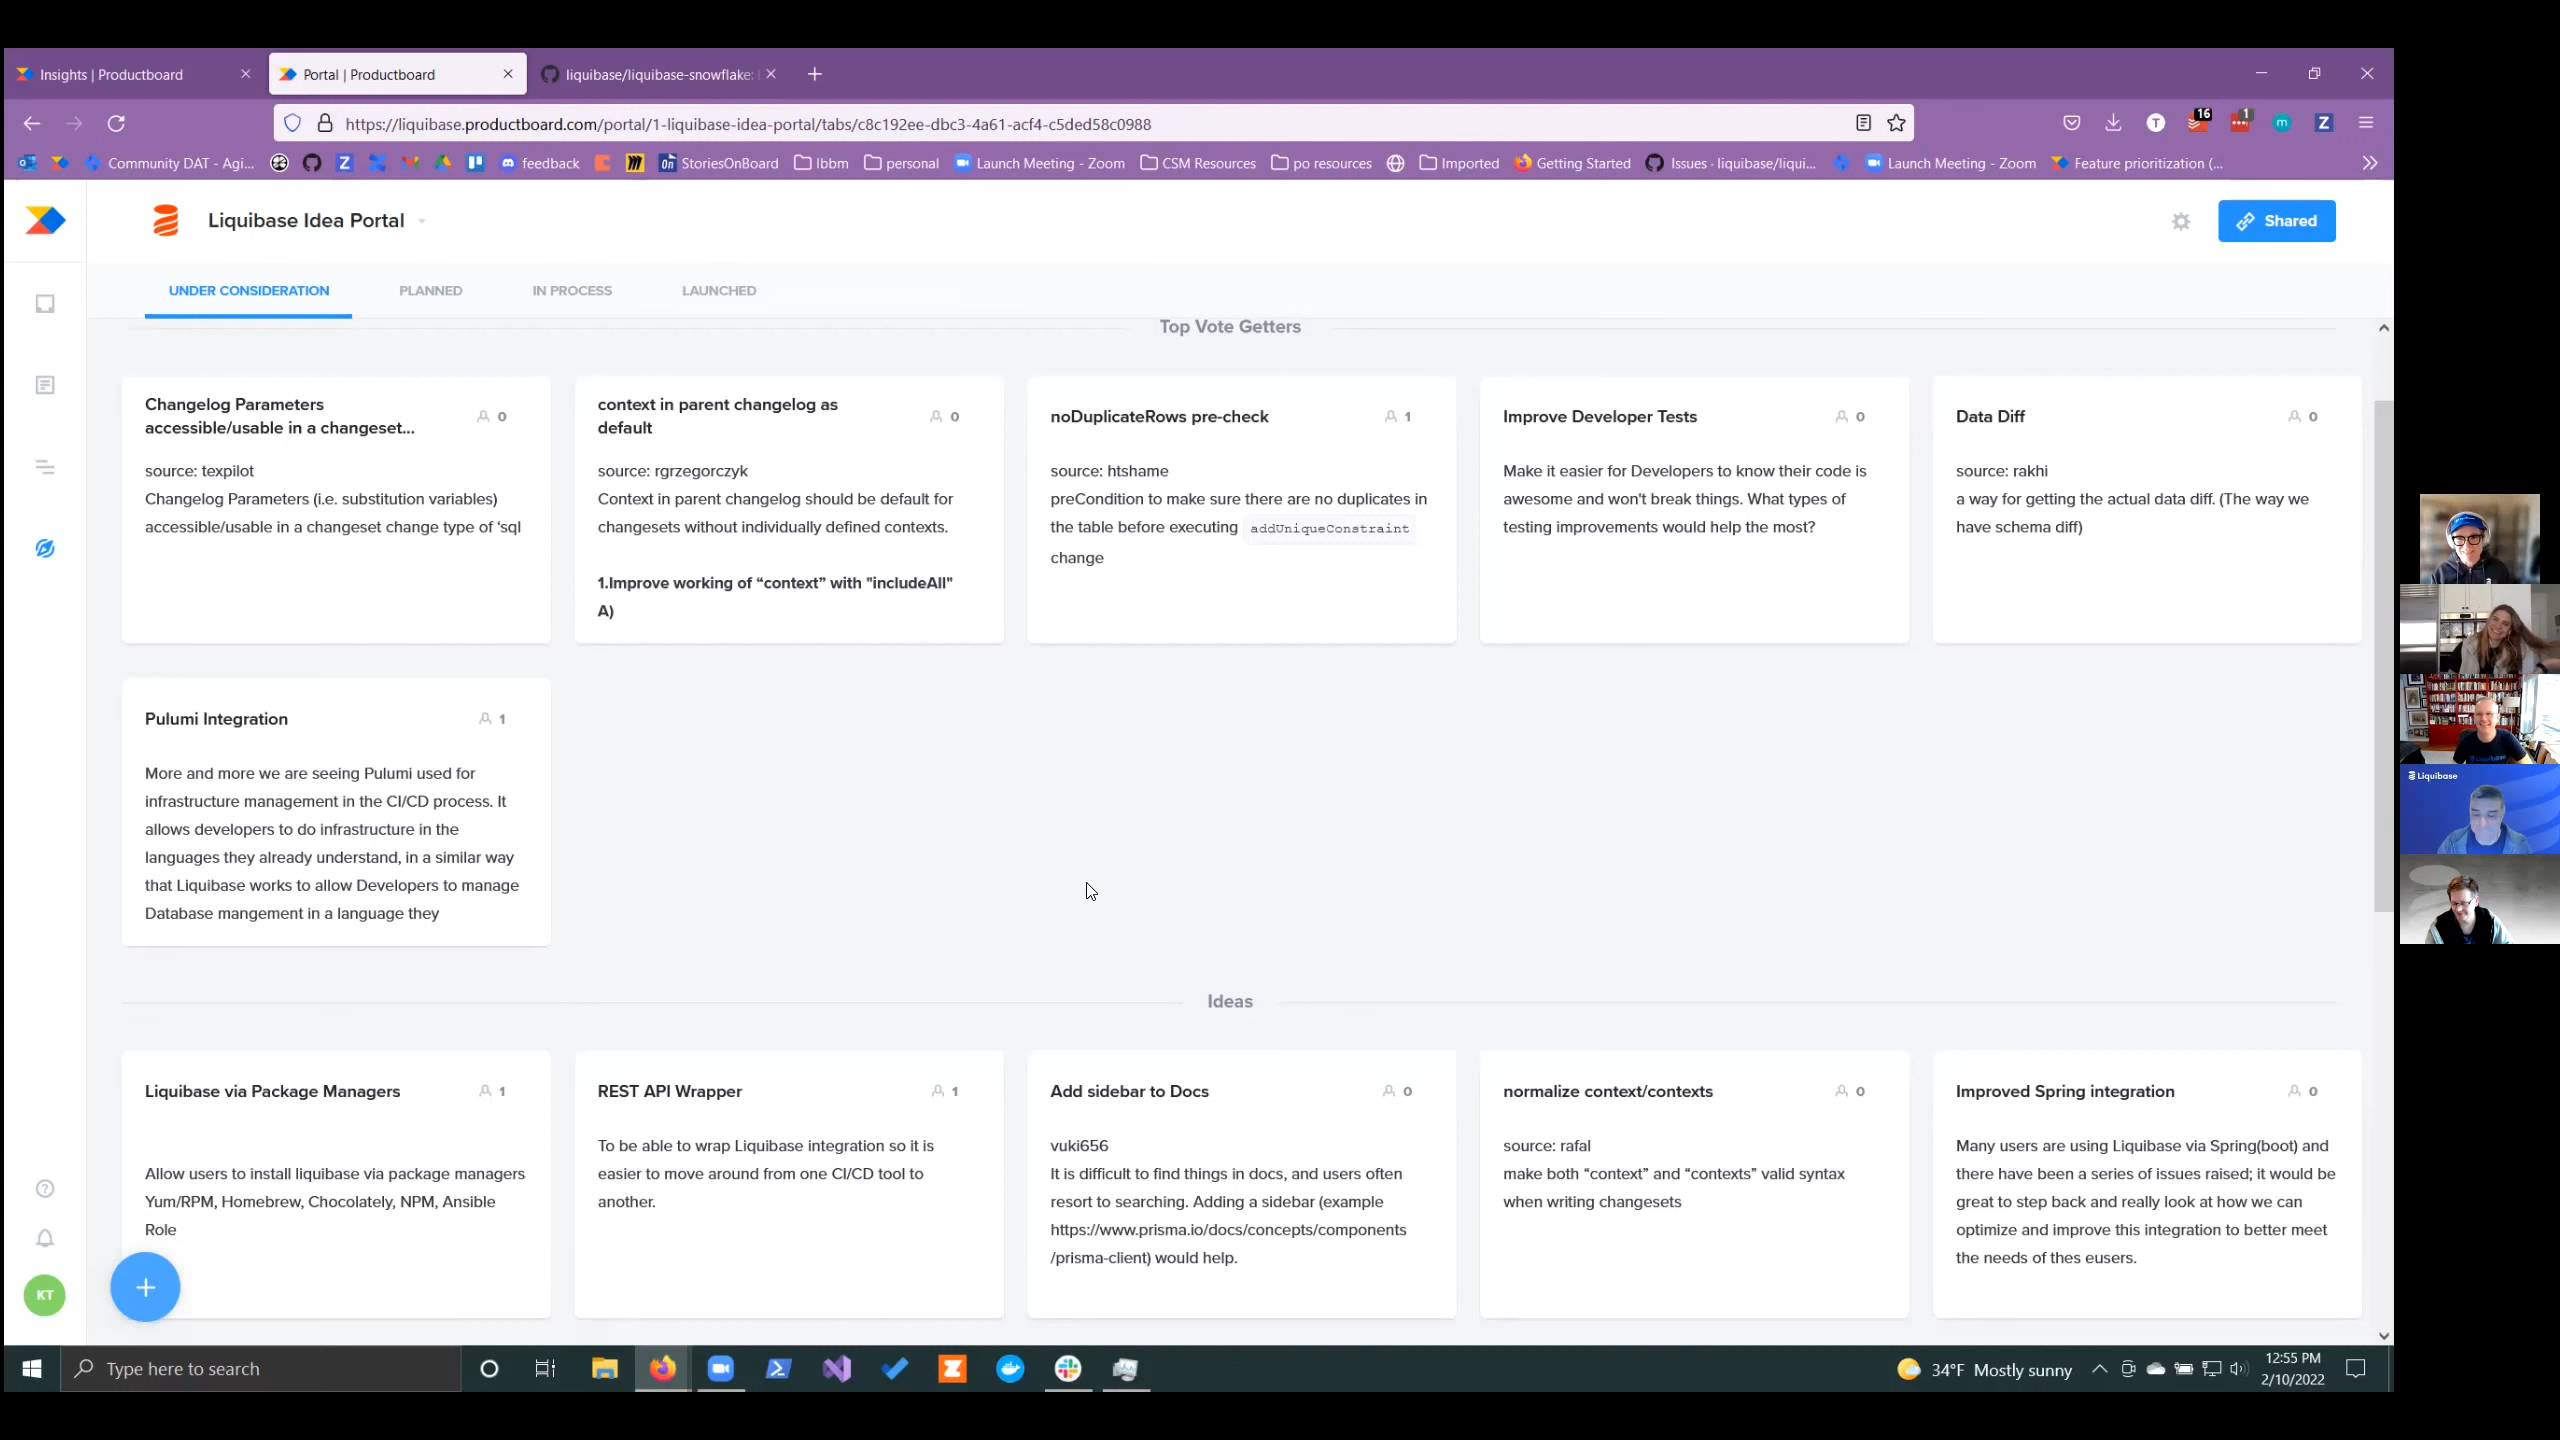 Insights | Productboard
Portal | Productboard
liquibase/liquibase-snowflake:
https://liquibase.productboard.com/portal/1-liquibase-idea-portal/tabs/c8c192ee-dbc3-4a61-acf4-c5ded58c0988
T
16
1
m
Z
Community DAT - Agi...
Z
feedback
StoriesOnBoard
lbbm
personal
Launch Meeting - Zoom
CSM Resources
po resources
Imported
Getting Started
Issues · liquibase/liqui...
Launch Meeting - Zoom
Feature prioritization (...
Liquibase Idea Portal
Shared
UNDER CONSIDERATION
PLANNED
IN PROCESS
LAUNCHED
Top Vote Getters
Changelog Parameters
accessible/usable in a changeset...
0
source: texpilot
Changelog Parameters (i.e. substitution variables)
accessible/usable in a changeset change type of ‘sql
context in parent changelog as
default
0
source: rgrzegorczyk
Context in parent changelog should be default for
changesets without individually defined contexts.
1.Improve working of “context” with "includeAll"
A)
noDuplicateRows pre-check
1
source: htshame
preCondition to make sure there are no duplicates in
the table before executing addUniqueConstraint
change
Improve Developer Tests
0
Make it easier for Developers to know their code is
awesome and won't break things. What types of
testing improvements would help the most?
Data Diff
0
source: rakhi
a way for getting the actual data diff. (The way we
have schema diff)
Pulumi Integration
1
More and more we are seeing Pulumi used for
infrastructure management in the CI/CD process. It
allows developers to do infrastructure in the
languages they already understand, in a similar way
that Liquibase works to allow Developers to manage
Database mangement in a language they
Ideas
Liquibase via Package Managers
1
Allow users to install liquibase via package managers
Yum/RPM, Homebrew, Chocolately, NPM, Ansible
Role
REST API Wrapper
1
To be able to wrap Liquibase integration so it is
easier to move around from one CI/CD tool to
another.
Add sidebar to Docs
0
vuki656
It is difficult to find things in docs, and users often
resort to searching. Adding a sidebar (example
https://www.prisma.io/docs/concepts/components
/prisma-client) would help.
normalize context/contexts
0
source: rafal
make both “context” and “contexts” valid syntax
when writing changesets
Improved Spring integration
0
Many users are using Liquibase via Spring(boot) and
there have been a series of issues raised; it would be
great to step back and really look at how we can
optimize and improve this integration to better meet
the needs of thes eusers.
KT
Liquibase
Type here to search
34°F Mostly sunny
12:55 PM
2/10/2022